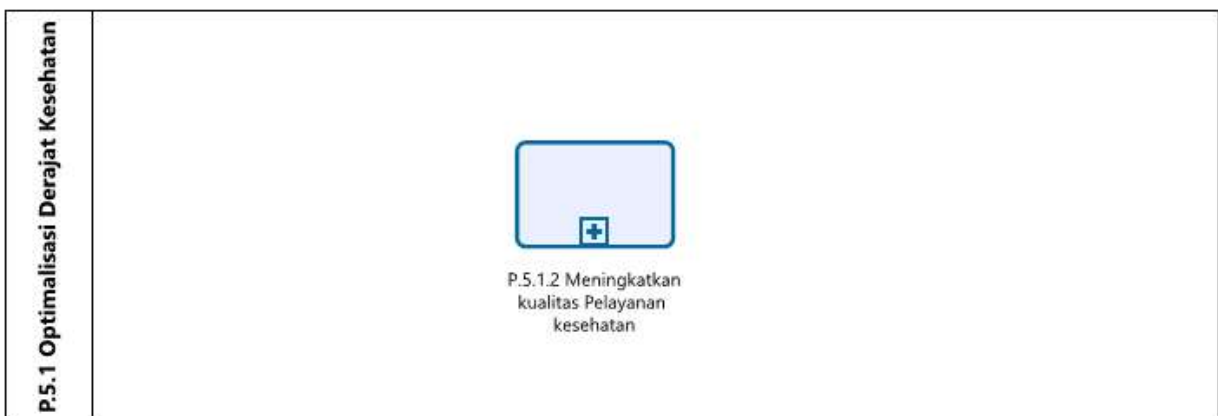 P.5.1 Optimalisasi Derajat Kesehatan
P.5.1.2 Meningkatkan
kualitas Pelayanan
kesehatan